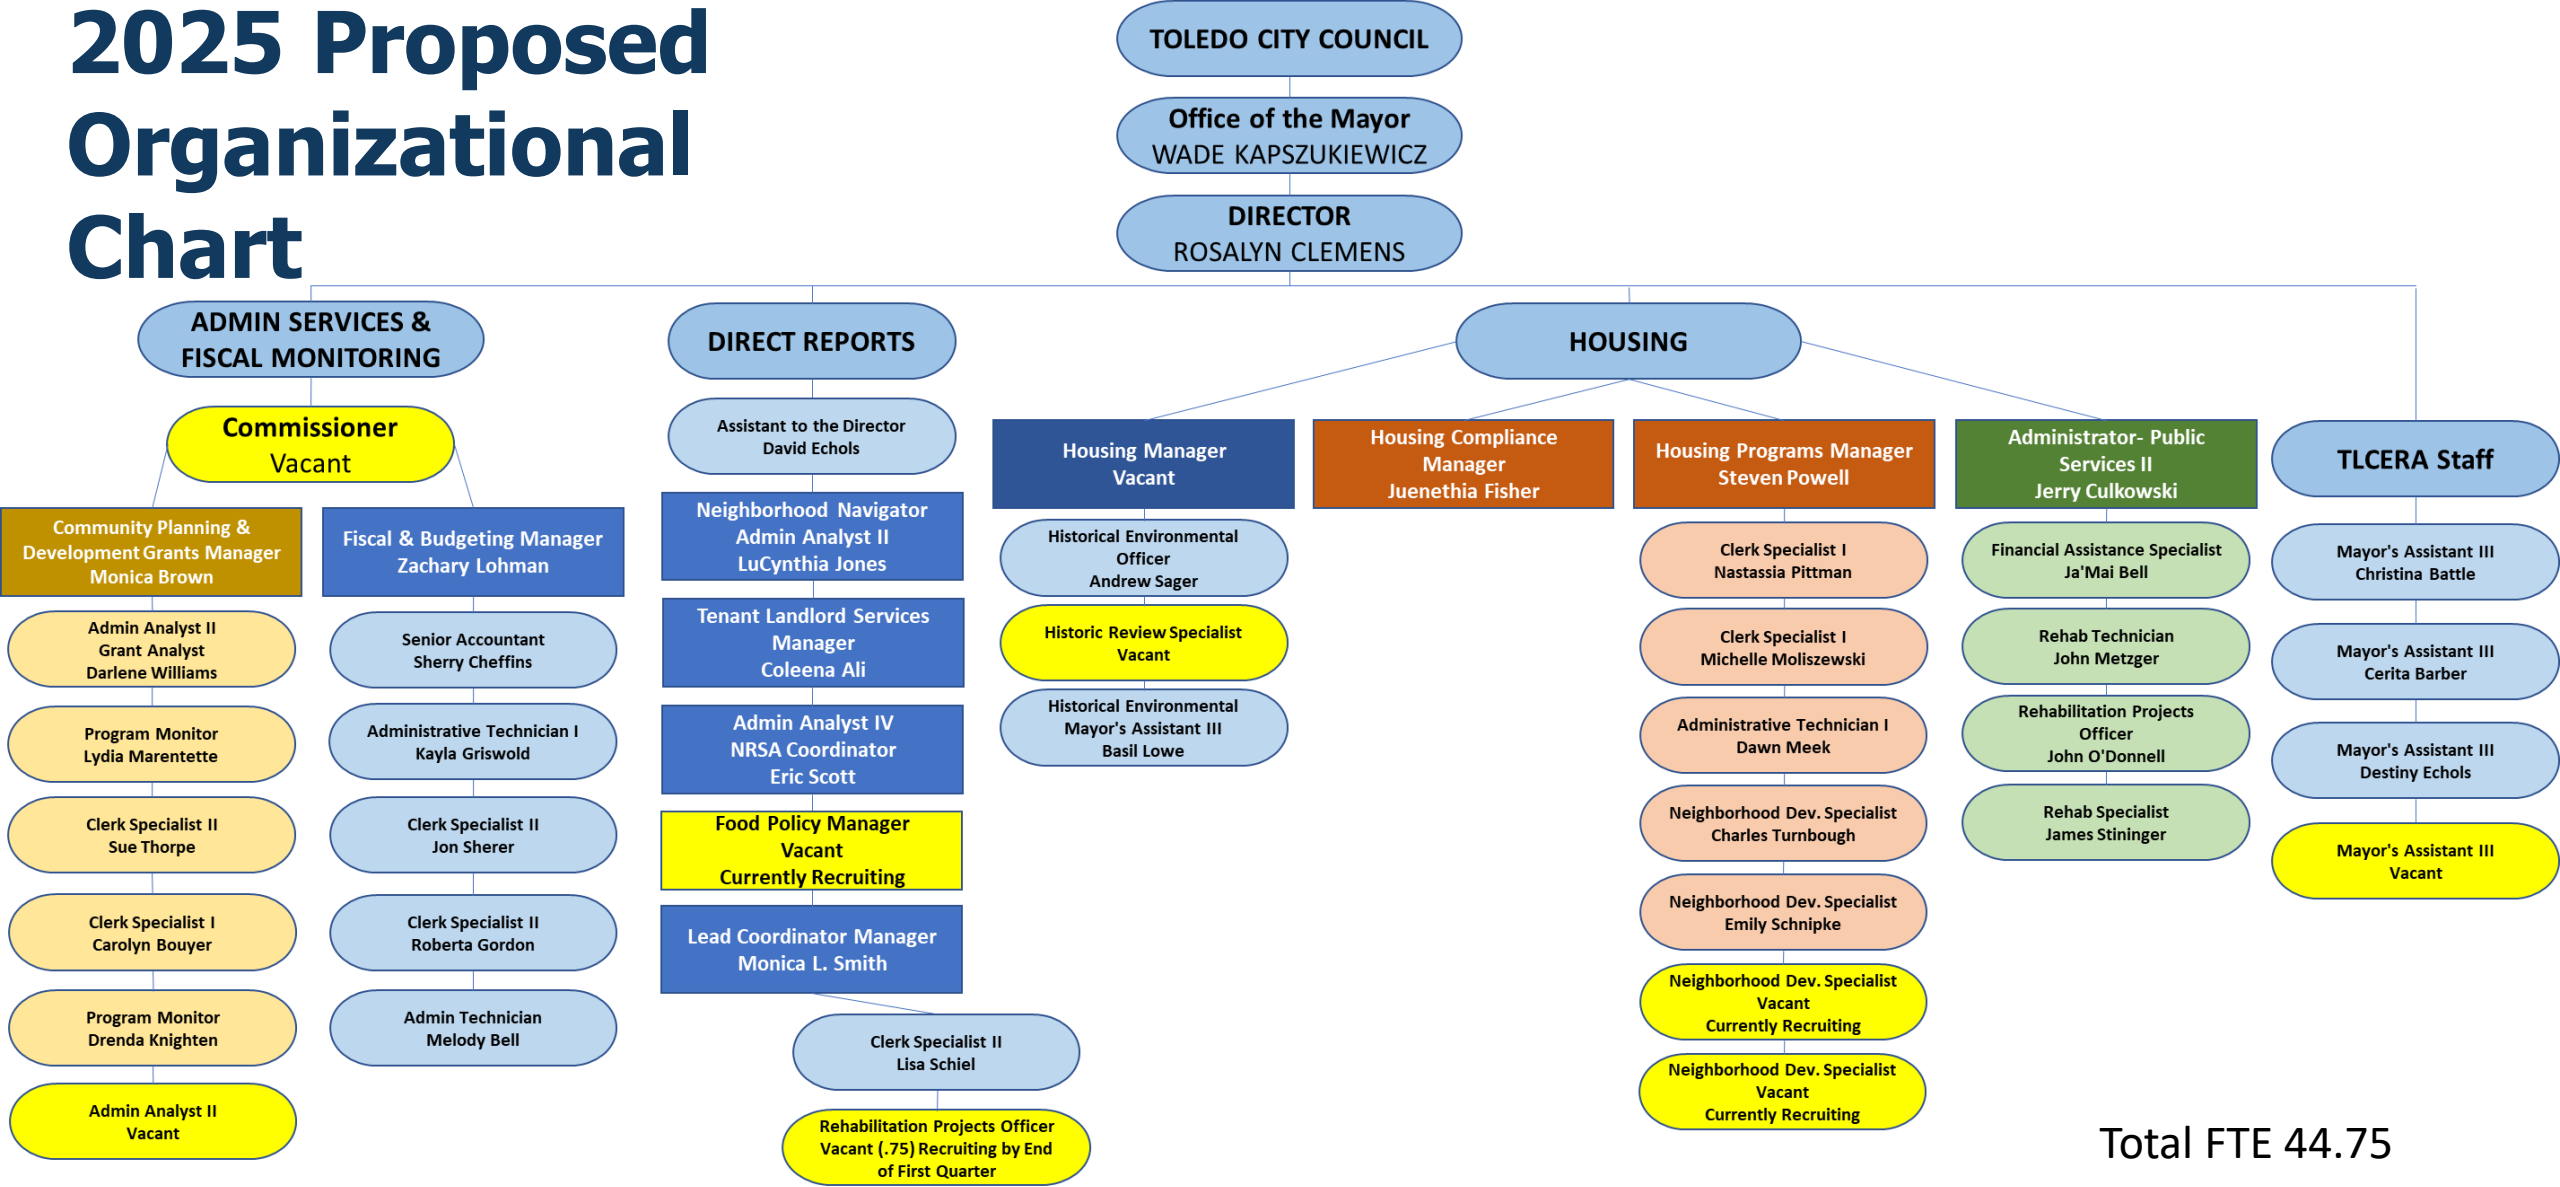 2025 Proposed
Organizational
Chart
TOLEDO CITY COUNCIL
Office of the Mayor
WADE KAPSZUKIEWICZ
DIRECTOR
ROSALYN CLEMENS
ADMIN SERVICES &
FISCAL MONITORING
Commissioner
Vacant
Community Planning &
Development Grants Manager
Monica Brown
Admin Analyst II
Grant Analyst
Darlene Williams
Program Monitor
Lydia Marentette
Clerk Specialist II
Sue Thorpe
Clerk Specialist I
Carolyn Bouyer
Program Monitor
Drenda Knighten
Admin Analyst II
Vacant
Fiscal & Budgeting Manager
Zachary Lohman
Senior Accountant
Sherry Cheffins
Administrative Technician I
Kayla Griswold
Clerk Specialist II
Jon Sherer
Clerk Specialist II
Roberta Gordon
Admin Technician
Melody Bell
DIRECT REPORTS
Assistant to the Director
David Echols
Neighborhood Navigator
Admin Analyst II
LuCynthia Jones
Tenant Landlord Services
Manager
Coleena Ali
Admin Analyst IV
NRSA Coordinator
Eric Scott
Food Policy Manager
Vacant
Currently Recruiting
Lead Coordinator Manager
Monica L. Smith
Clerk Specialist II
Lisa Schiel
Rehabilitation Projects Officer
Vacant (.75) Recruiting by End
of First Quarter
HOUSING
Housing Manager
Vacant
Historical Environmental
Officer
Andrew Sager
Historic Review Specialist
Vacant
Historical Environmental
Mayor's Assistant III
Basil Lowe
Housing Compliance
Manager
Juenethia Fisher
Housing Programs Manager
Steven Powell
Clerk Specialist I
Nastassia Pittman
Clerk Specialist I
Michelle Moliszewski
Administrative Technician I
Dawn Meek
Neighborhood Dev. Specialist
Charles Turnbough
Neighborhood Dev. Specialist
Emily Schnipke
Neighborhood Dev. Specialist
Vacant
Currently Recruiting
Neighborhood Dev. Specialist
Vacant
Currently Recruiting
Administrator- Public
Services II
Jerry Culkowski
Financial Assistance Specialist
Ja'Mai Bell
Rehab Technician
John Metzger
Rehabilitation Projects
Officer
John O'Donnell
Rehab Specialist
James Stininger
TLCERA Staff
Mayor's Assistant III
Christina Battle
Mayor's Assistant III
Cerita Barber
Mayor's Assistant III
Destiny Echols
Mayor's Assistant III
Vacant
Total FTE 44.75